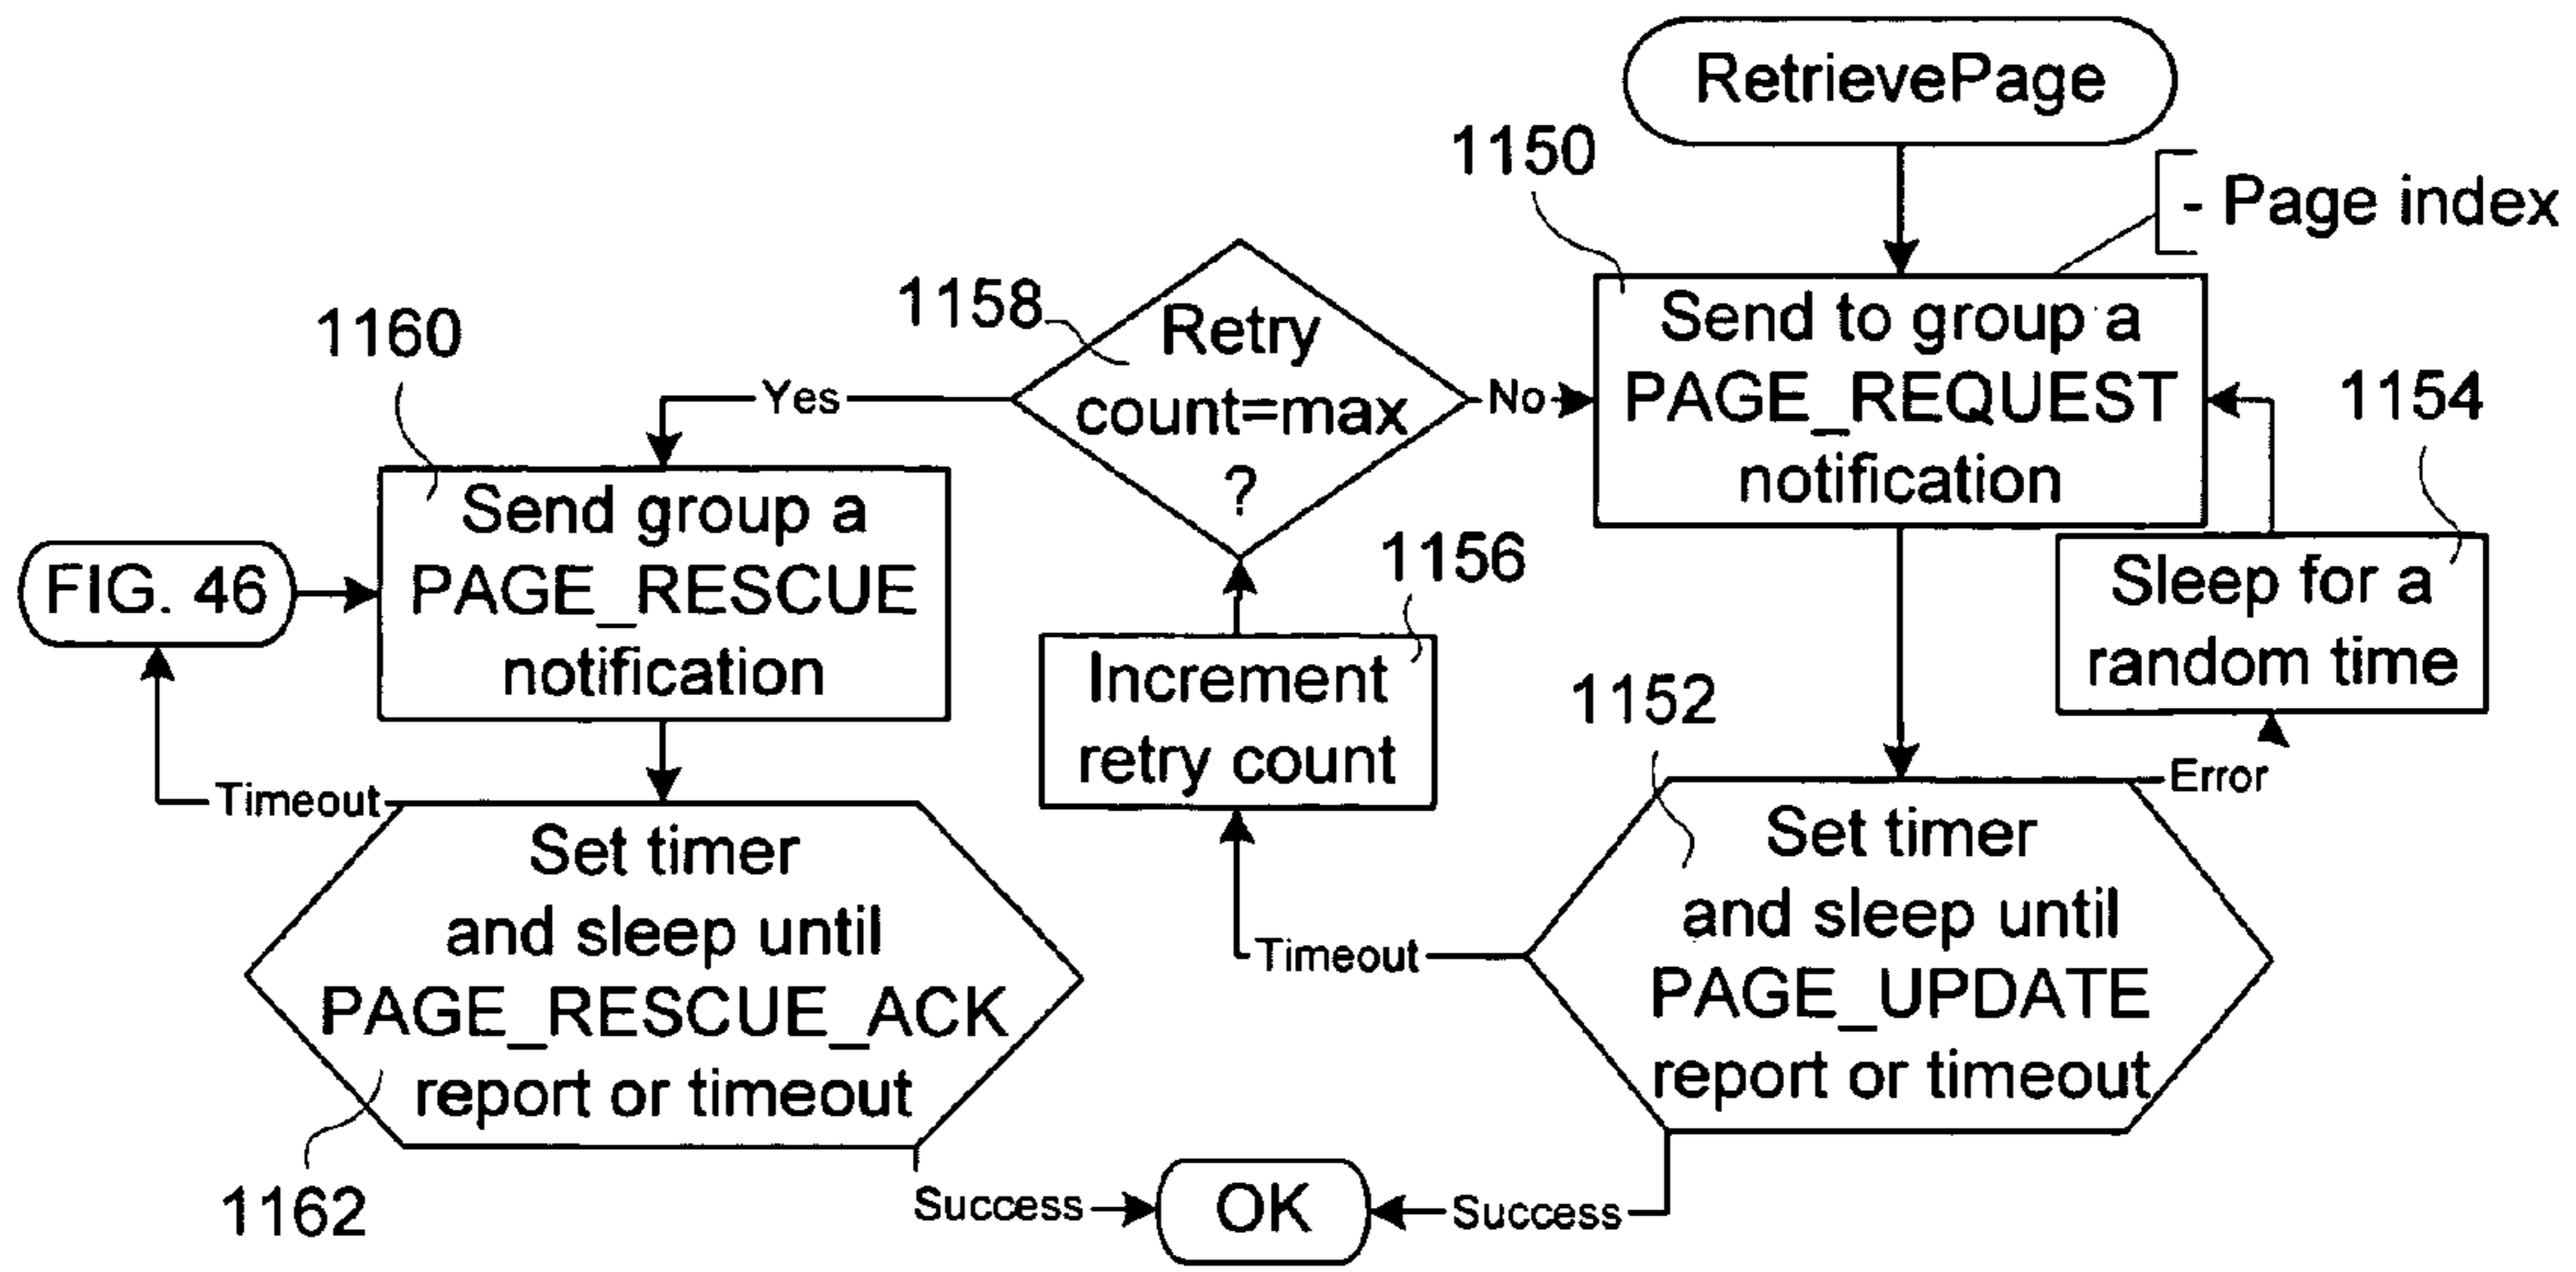 RetrievePage
1150
- Page index
Send to group a
PAGE_REQUEST
notification
1154
Sleep for a
random time
1158
Retry
count=max
?
Yes
No
1160
Send group a
PAGE_RESCUE
notification
FIG. 46
1156
Increment
retry count
1152
Error
Set timer
and sleep until
PAGE_UPDATE
report or timeout
Timeout
Timeout
Set timer
and sleep until
PAGE_RESCUE_ACK
report or timeout
1162
Success
OK
Success